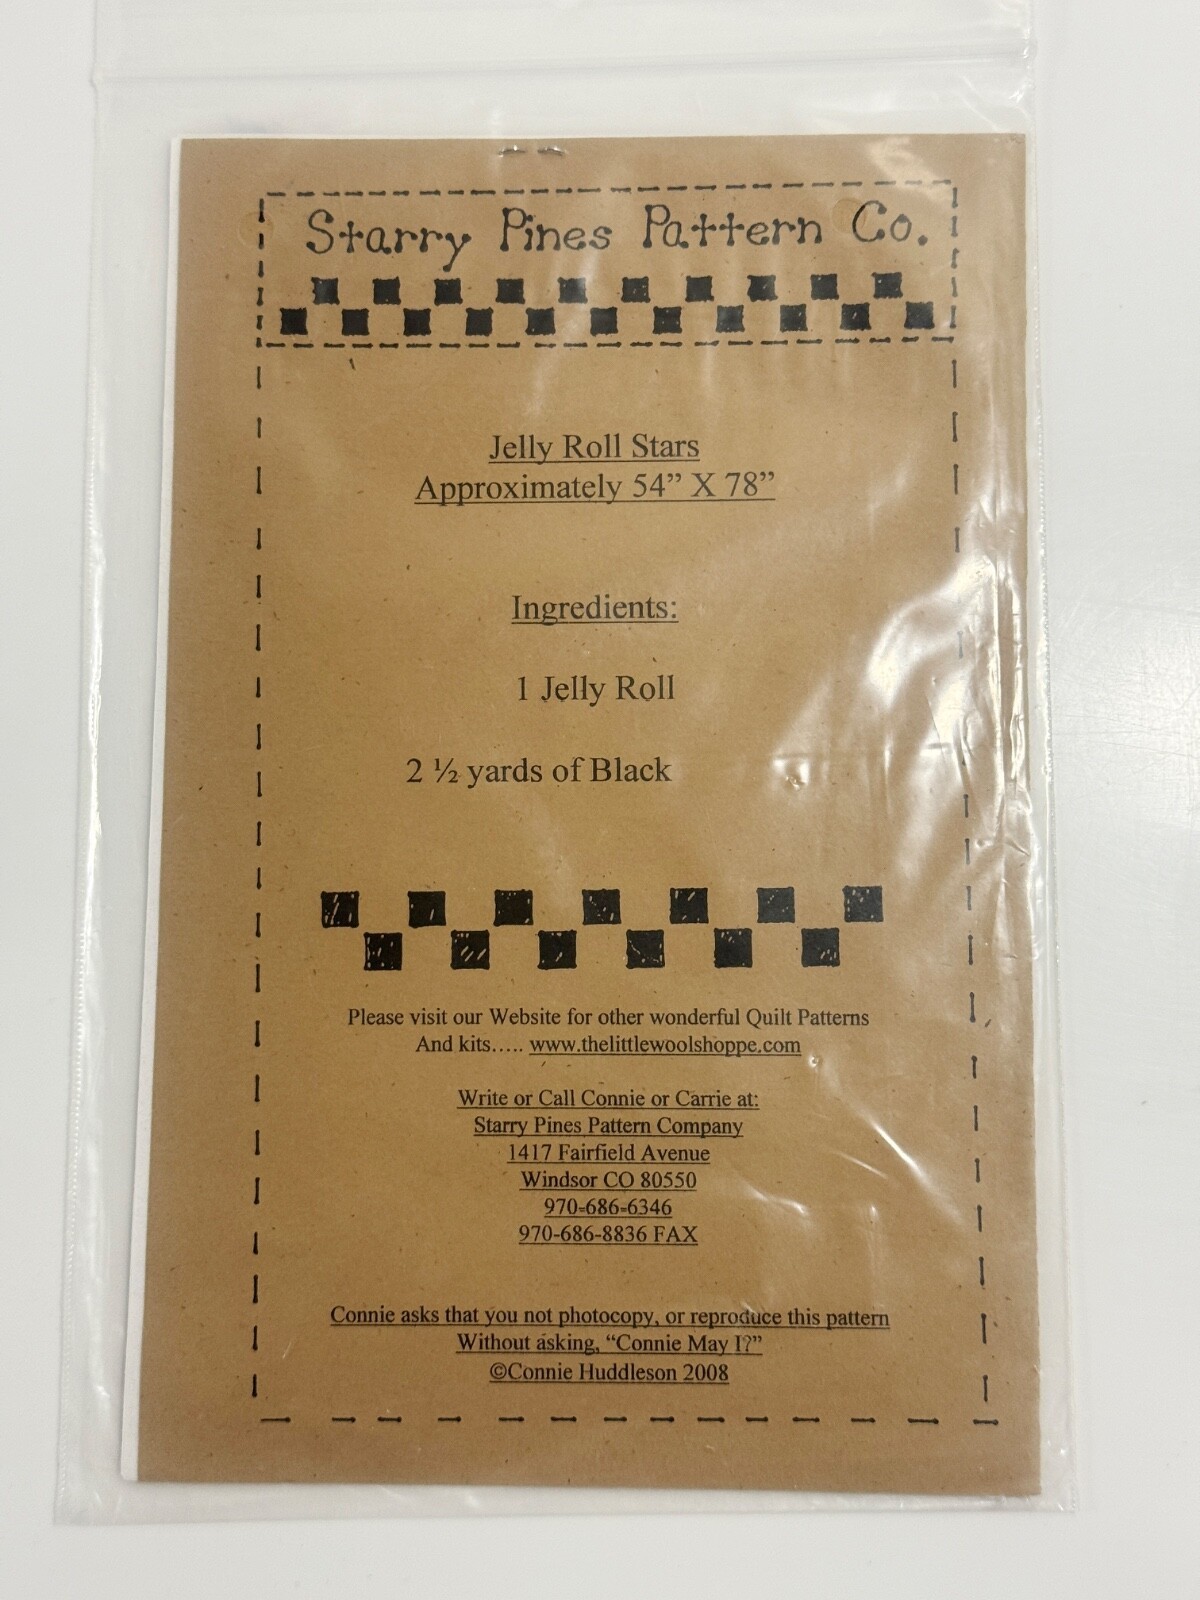 Starry Pines Pattern Co.
Jelly Roll Stars
Approximately 54” X 78”
Ingredients:
1 Jelly Roll
2 ½ yards of Black
Please visit our Website for other wonderful Quilt Patterns
And kits….. www.thelittlewoolshoppe.com
Write or Call Connie or Carrie at:
Starry Pines Pattern Company
1417 Fairfield Avenue
Windsor CO 80550
970-686-6346
970-686-8836 FAX
Connie asks that you not photocopy, or reproduce this pattern
Without asking, “Connie May I?”
©Connie Huddleson 2008